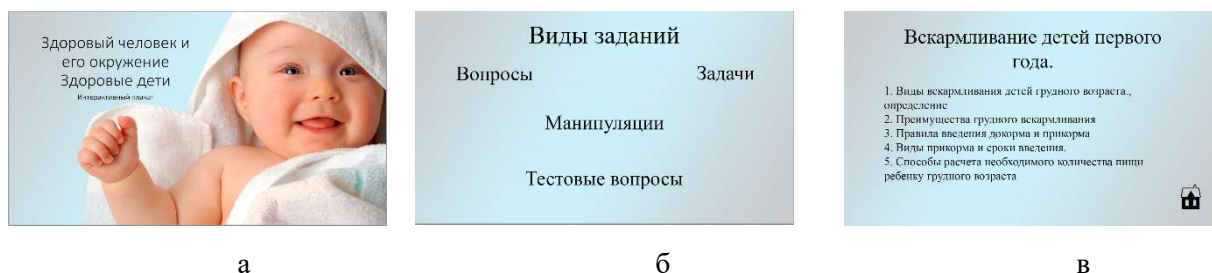 Здоровый человек и
его окружение
Здоровые дети
Интерактивный плакат
а
Виды заданий
Вопросы Задачи
Манипуляции
Тестовые вопросы
б
Вскармливание детей первого
года.
1. Виды вскармливания детей грудного возраста.,
определение
2. Преимущества грудного вскармливания
3. Правила введения докорма и прикорма
4. Виды прикорма и сроки введения.
5. Способы расчета необходимого количества пищи
ребенку грудного возраста
в